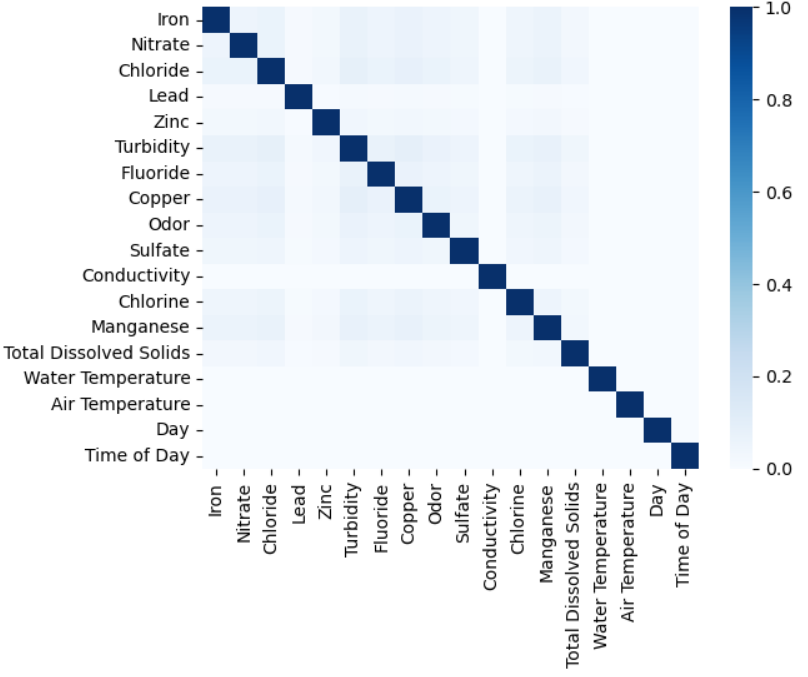 Iron
Nitrate
Chloride
Lead
Zinc
Turbidity
Fluoride
Copper
Odor
Sulfate
Conductivity
Chlorine
Manganese
Total Dissolved Solids
Water Temperature
Air Temperature
Day
Time of Day
Iron
Nitrate
Chloride
Lead
Zinc
Turbidity
Fluoride
Copper
Odor
Sulfate
Conductivity
Chlorine
Manganese
Total Dissolved Solids
Water Temperature
Air Temperature
Day
Time of Day
1.0
0.8
0.6
0.4
0.2
0.0